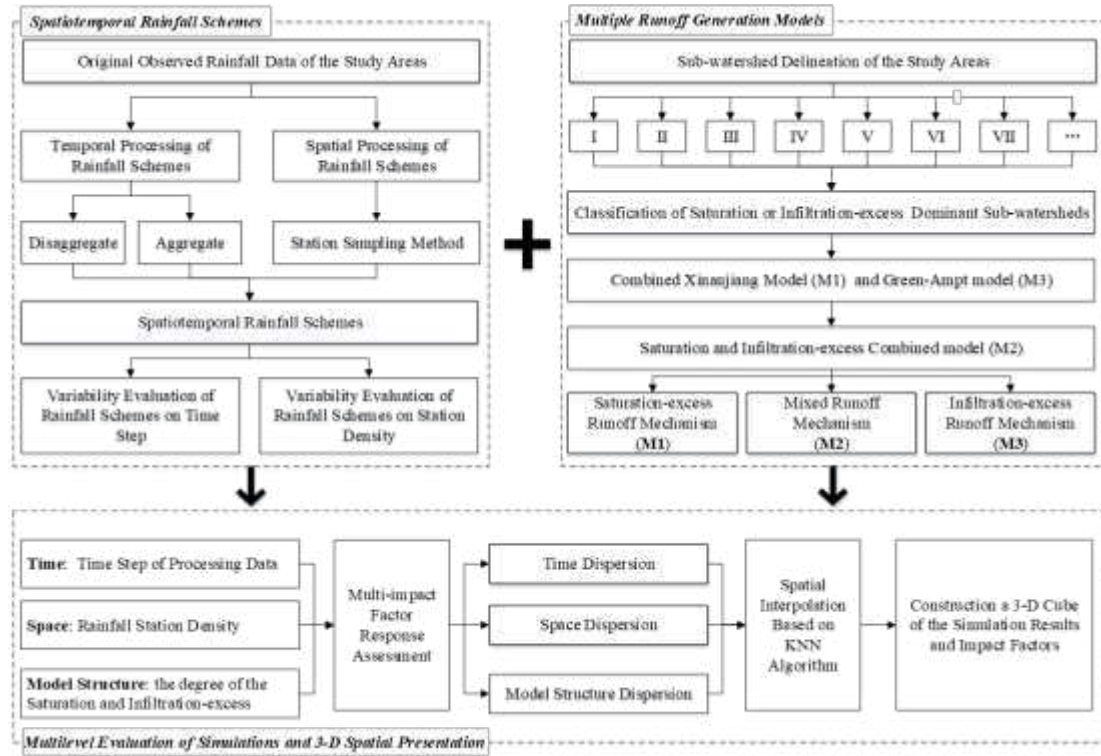 Spatiotemporal Rainfall Schemes
Original Observed Rainfall Data of the Study Areas
Temporal Processing of
Rainfall Schemes
Spatial Processing of
Rainfall Schemes
Disaggregate
Aggregate
Station Sampling Method
Spatiotemporal Rainfall Schemes
Variability Evaluation of
Rainfall Schemes on Time
Step
Variability Evaluation of
Rainfall Schemes on Station
Density
Multiple Runoff Generation Models
Sub-watershed Delineation of the Study Areas
I
II
III
IV
V
VI
VII
...
Classification of Saturation or Infiltration-excess Dominant Sub-watersheds
Combined Xinanjiang Model (M1) and Green-Ampt model (M3)
Saturation and Infiltration-excess Combined model (M2)
Saturation-excess
Runoff Mechanism
(M1)
Mixed Runoff
Mechanism
(M2)
Infiltration-excess
Runoff Mechanism
(M3)
Time: Time Step of Processing Data
Space: Rainfall Station Density
Model Structure: the degree of the
Saturation and Infiltration-excess
Multi-impact
Factor
Response
Assessment
Time Dispersion
Space Dispersion
Model Structure Dispersion
Spatial
Interpolation
Based on
KNN
Algorithm
Construction a 3-D Cube
of the Simulation Results
and Impact Factors
Multilevel Evaluation of Simulations and 3-D Spatial Presentation